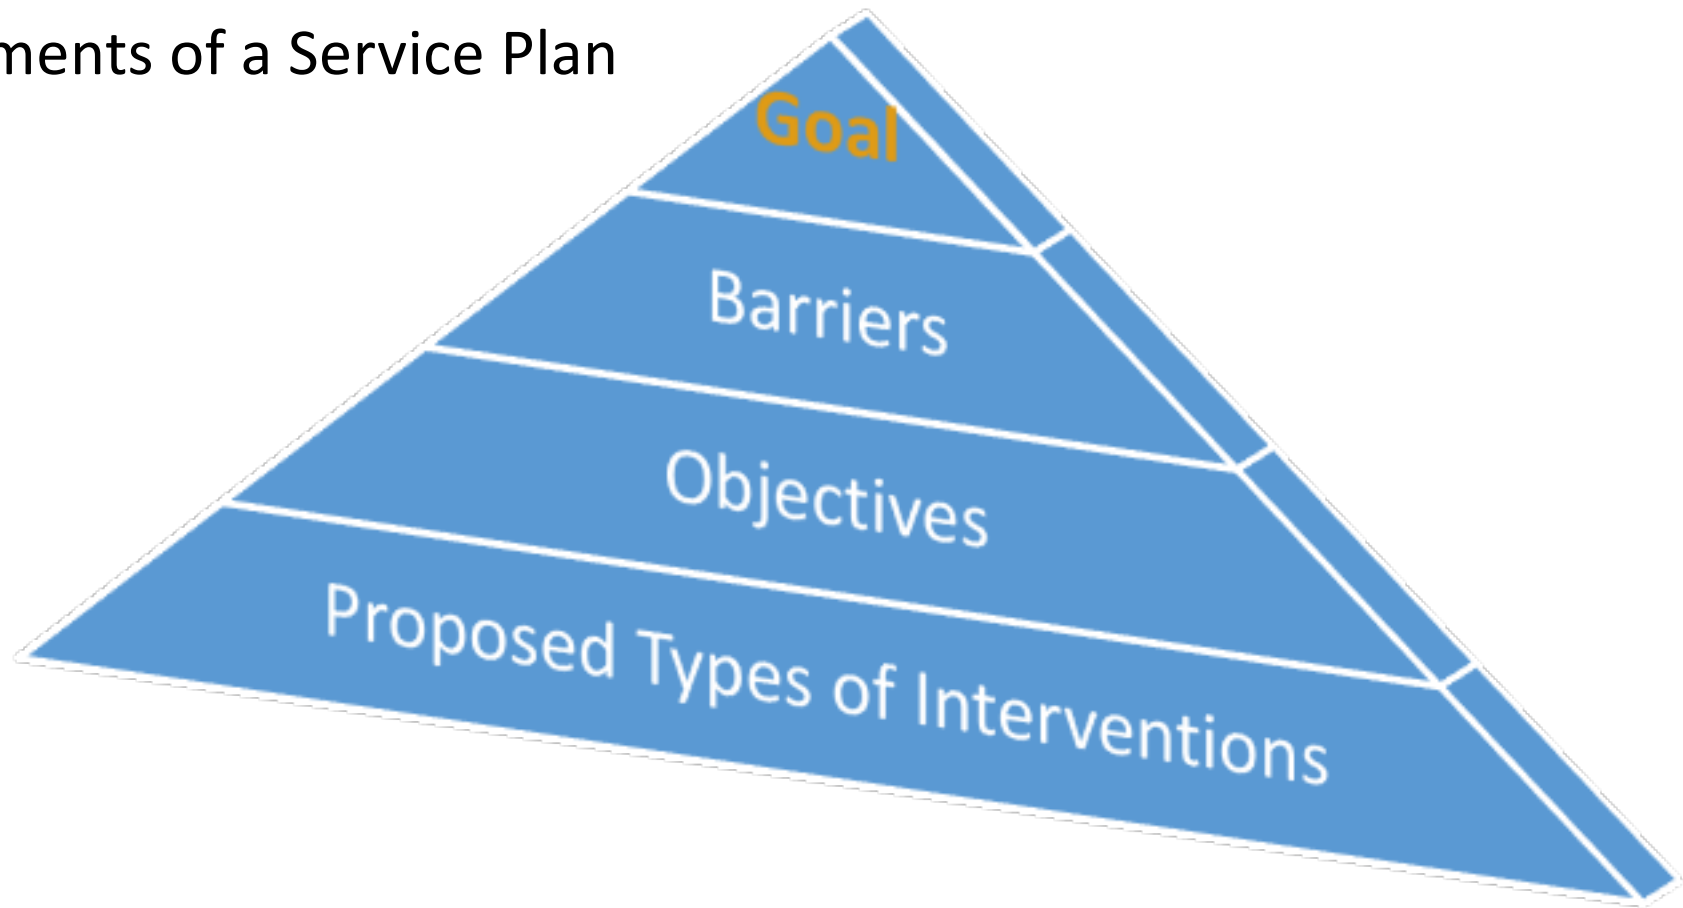 ments of a Service Plan
Goal
Barriers
Objectives
Proposed Types of Interventions